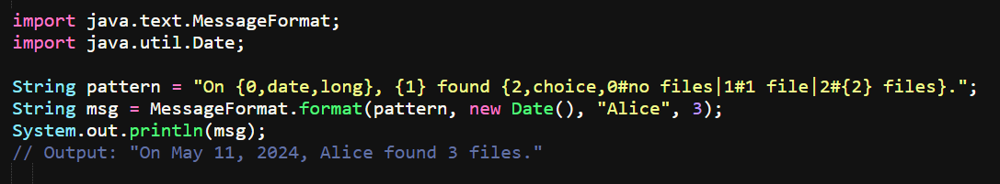 import java.text.MessageFormat;
import java.util.Date;
String pattern = "On {0,date,long}, {1} found {2,choice,0#no files|1#1 file|2#{2} files}.";
String msg = MessageFormat.format(pattern, new Date(), "Alice", 3);
System.out.println(msg);
// Output: "On May 11, 2024, Alice found 3 files."